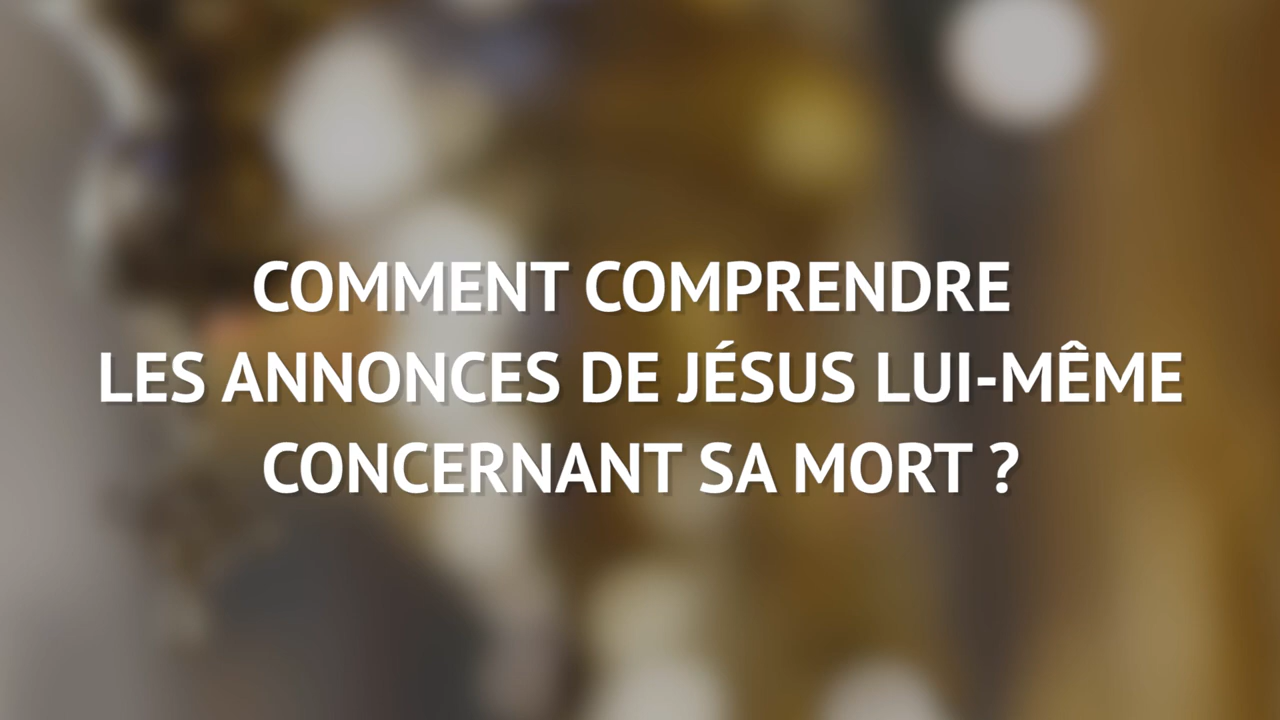 COMMENT COMPRENDRE
LES ANNONCES DE JÉSUS LUI-MÊME
CONCERNANT SA MORT ?